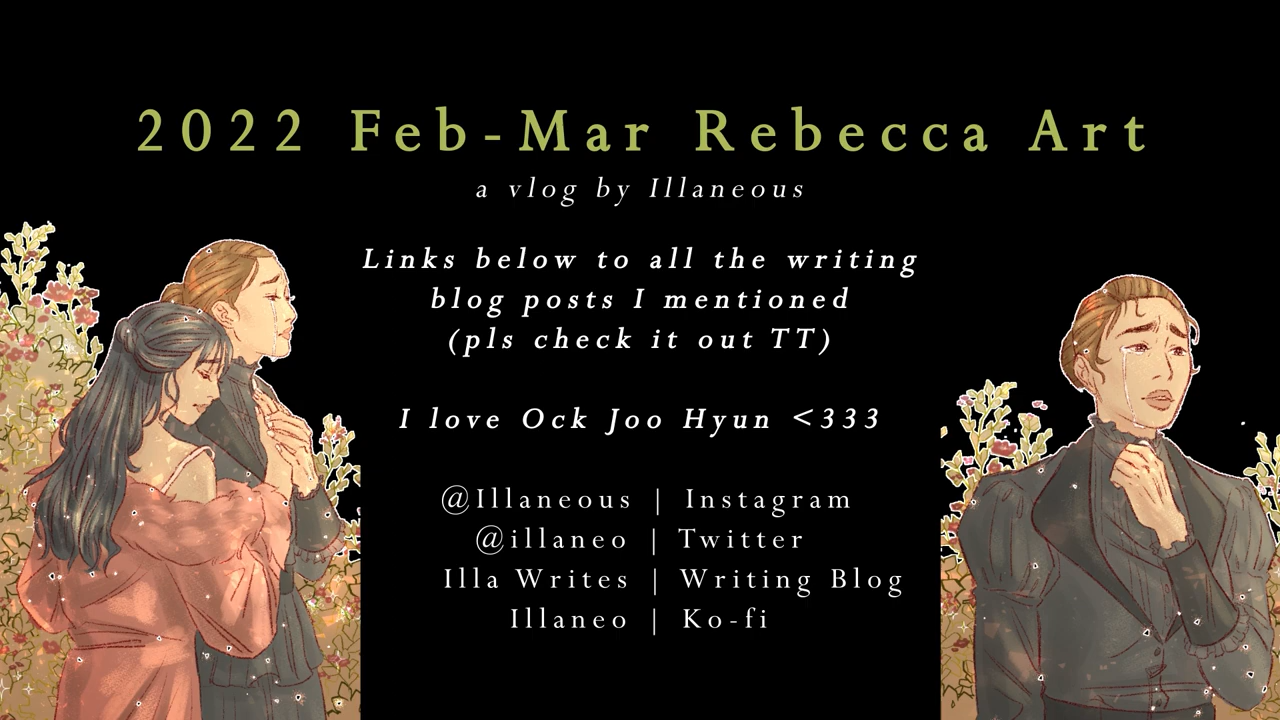 2022 Feb-Mar Rebecca Art
a vlog by Illaneous
Links below to all the writing
blog posts I mentioned
(pls check it out TT)
I love Ock Joo Hyun <333
@Illaneous | Instagram
@illaneo | Twitter
Illa Writes | Writing Blog
Illaneo | Ko-fi